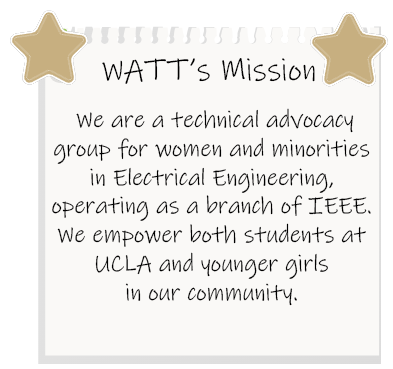 WATT's Mission
We are a technical advocacy
group for women and minorities
in Electrical Engineering,
operating as a branch of IEEE.
We empower both students at
UCLA and younger girls
in our community.